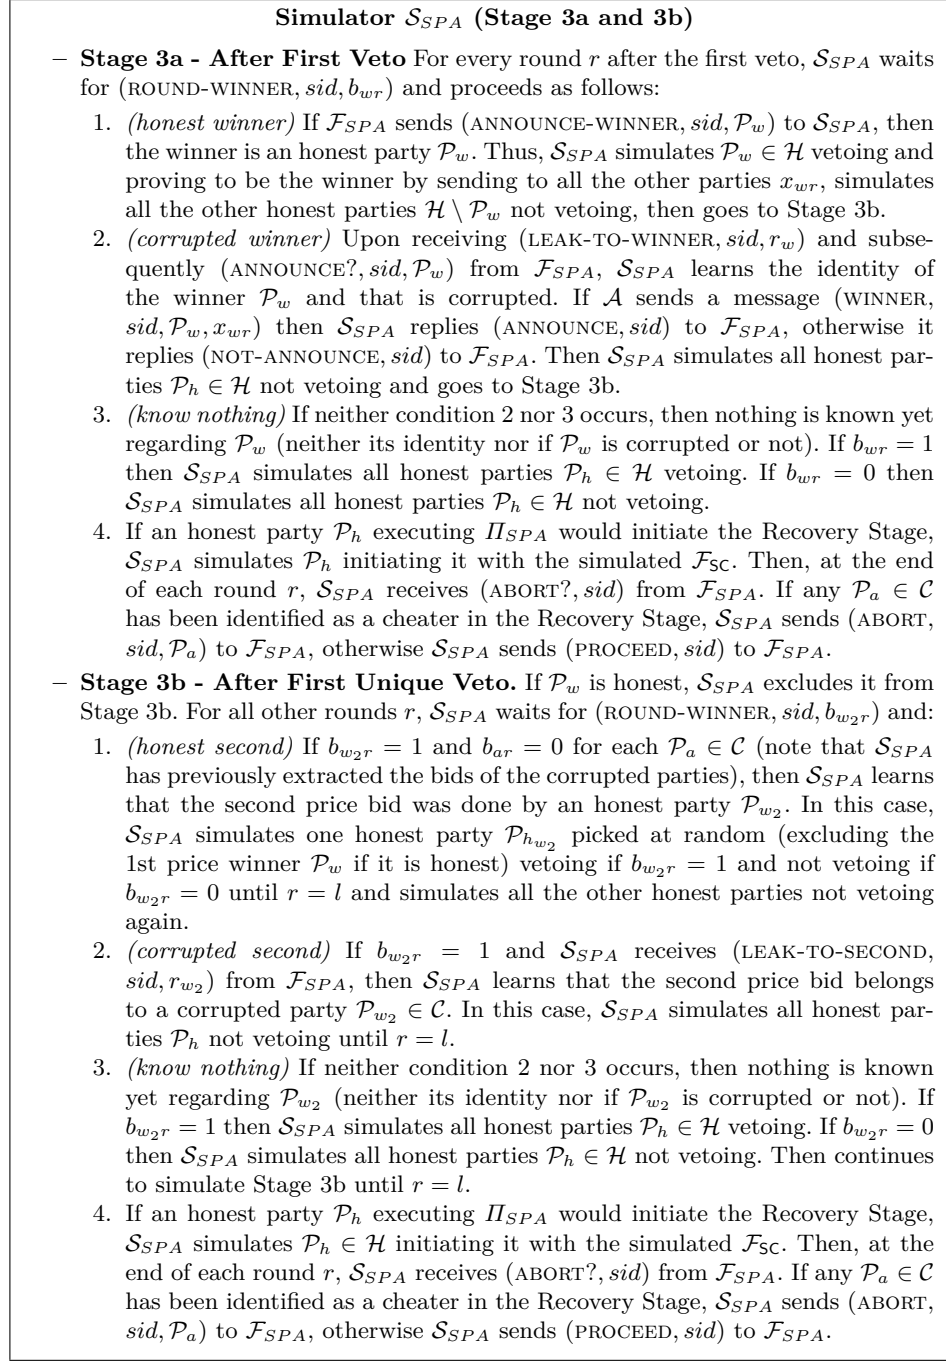 Simulator 𝒮_SPA (Stage 3a and 3b)
– Stage 3a - After First Veto For every round r after the first veto, 𝒮_SPA waits
for (ROUND-WINNER, sid, b_wr) and proceeds as follows:
1. (honest winner) If ℱ_SPA sends (ANNOUNCE-WINNER, sid, 𝒫_w) to 𝒮_SPA, then
the winner is an honest party 𝒫_w. Thus, 𝒮_SPA simulates 𝒫_w ∈ ℋ vetoing and
proving to be the winner by sending to all the other parties x_wr, simulates
all the other honest parties ℋ \ 𝒫_w not vetoing, then goes to Stage 3b.
2. (corrupted winner) Upon receiving (LEAK-TO-WINNER, sid, r_w) and subse-
quently (ANNOUNCE?, sid, 𝒫_w) from ℱ_SPA, 𝒮_SPA learns the identity of
the winner 𝒫_w and that is corrupted. If 𝒜 sends a message (WINNER,
sid, 𝒫_w, x_wr) then 𝒮_SPA replies (ANNOUNCE, sid) to ℱ_SPA, otherwise it
replies (NOT-ANNOUNCE, sid) to ℱ_SPA. Then 𝒮_SPA simulates all honest par-
ties 𝒫_h ∈ ℋ not vetoing and goes to Stage 3b.
3. (know nothing) If neither condition 2 nor 3 occurs, then nothing is known yet
regarding 𝒫_w (neither its identity nor if 𝒫_w is corrupted or not). If b_wr = 1
then 𝒮_SPA simulates all honest parties 𝒫_h ∈ ℋ vetoing. If b_wr = 0 then
𝒮_SPA simulates all honest parties 𝒫_h ∈ ℋ not vetoing.
4. If an honest party 𝒫_h executing Π_SPA would initiate the Recovery Stage,
𝒮_SPA simulates 𝒫_h initiating it with the simulated ℱ_SC. Then, at the end
of each round r, 𝒮_SPA receives (ABORT?, sid) from ℱ_SPA. If any 𝒫_a ∈ 𝒞
has been identified as a cheater in the Recovery Stage, 𝒮_SPA sends (ABORT,
sid, 𝒫_a) to ℱ_SPA, otherwise 𝒮_SPA sends (PROCEED, sid) to ℱ_SPA.
– Stage 3b - After First Unique Veto. If 𝒫_w is honest, 𝒮_SPA excludes it from
Stage 3b. For all other rounds r, 𝒮_SPA waits for (ROUND-WINNER, sid, b_{w_2r}) and:
1. (honest second) If b_{w_2r} = 1 and b_ar = 0 for each 𝒫_a ∈ 𝒞 (note that 𝒮_SPA
has previously extracted the bids of the corrupted parties), then 𝒮_SPA learns
that the second price bid was done by an honest party 𝒫_{w_2}. In this case,
𝒮_SPA simulates one honest party 𝒫_{h_{w_2}} picked at random (excluding the
1st price winner 𝒫_w if it is honest) vetoing if b_{w_2r} = 1 and not vetoing if
b_{w_2r} = 0 until r = l and simulates all the other honest parties not vetoing
again.
2. (corrupted second) If b_{w_2r} = 1 and 𝒮_SPA receives (LEAK-TO-SECOND,
sid, r_{w_2}) from ℱ_SPA, then 𝒮_SPA learns that the second price bid belongs
to a corrupted party 𝒫_{w_2} ∈ 𝒞. In this case, 𝒮_SPA simulates all honest par-
ties 𝒫_h not vetoing until r = l.
3. (know nothing) If neither condition 2 nor 3 occurs, then nothing is known
yet regarding 𝒫_{w_2} (neither its identity nor if 𝒫_{w_2} is corrupted or not). If
b_{w_2r} = 1 then 𝒮_SPA simulates all honest parties 𝒫_h ∈ ℋ vetoing. If b_{w_2r} = 0
then 𝒮_SPA simulates all honest parties 𝒫_h ∈ ℋ not vetoing. Then continues
to simulate Stage 3b until r = l.
4. If an honest party 𝒫_h executing Π_SPA would initiate the Recovery Stage,
𝒮_SPA simulates 𝒫_h ∈ ℋ initiating it with the simulated ℱ_SC. Then, at the
end of each round r, 𝒮_SPA receives (ABORT?, sid) from ℱ_SPA. If any 𝒫_a ∈ 𝒞
has been identified as a cheater in the Recovery Stage, 𝒮_SPA sends (ABORT,
sid, 𝒫_a) to ℱ_SPA, otherwise 𝒮_SPA sends (PROCEED, sid) to ℱ_SPA.